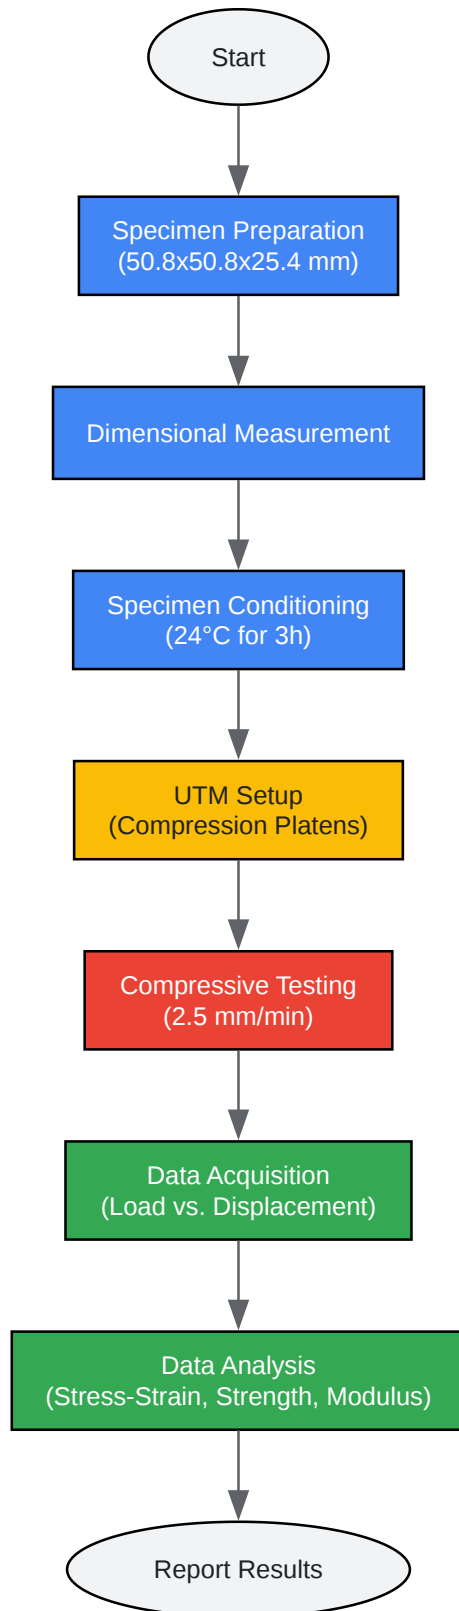 Start
Specimen Preparation
(50.8x50.8x25.4 mm)
Dimensional Measurement
Specimen Conditioning
(24°C for 3h)
UTM Setup
(Compression Platens)
Compressive Testing
(2.5 mm/min)
Data Acquisition
(Load vs. Displacement)
Data Analysis
(Stress-Strain, Strength, Modulus)
Report Results